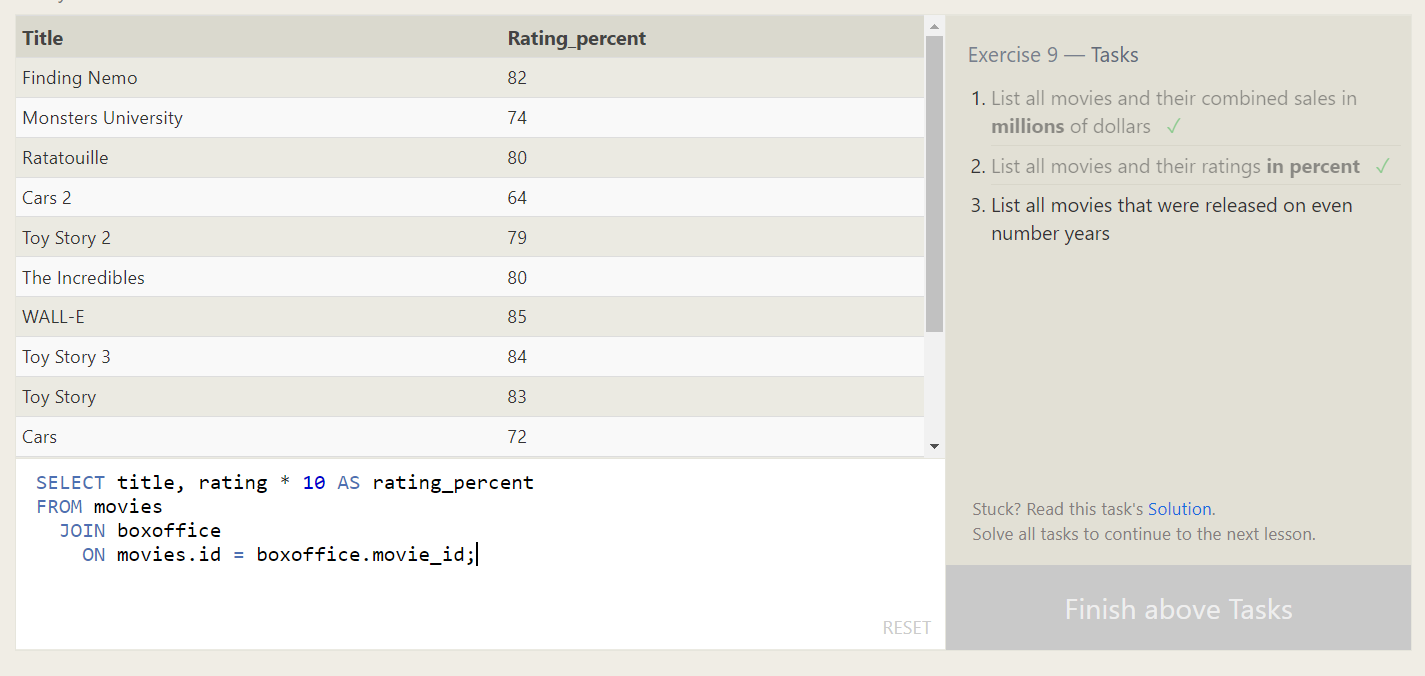 Title Rating_percent
Finding Nemo 82
Monsters University 74
Ratatouille 80
Cars 2 64
Toy Story 2 79
The Incredibles 80
WALL-E 85
Toy Story 3 84
Toy Story 83
Cars 72
SELECT title, rating * 10 AS rating_percent
FROM movies
JOIN boxoffice
ON movies.id = boxoffice.movie_id;
RESET
Exercise 9 — Tasks
1. List all movies and their combined sales in
millions of dollars ✓
2. List all movies and their ratings in percent ✓
3. List all movies that were released on even
number years
Stuck? Read this task's Solution.
Solve all tasks to continue to the next lesson.
Finish above Tasks